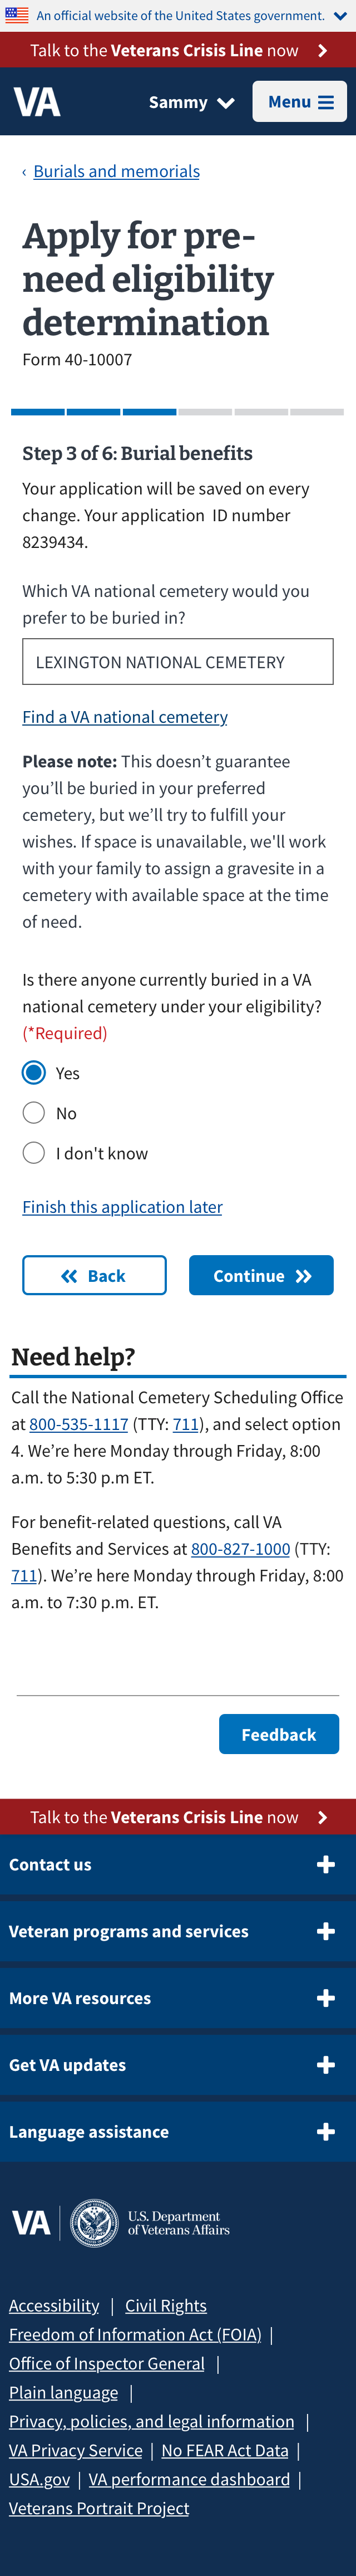 An official website of the United States government.
Talk to the Veterans Crisis Line now
VA
Sammy
Menu
‹ Burials and memorials
Apply for pre-
need eligibility
determination
Form 40-10007
Step 3 of 6: Burial benefits
Your application will be saved on every
change. Your application  ID number
8239434.
Which VA national cemetery would you
prefer to be buried in?
LEXINGTON NATIONAL CEMETERY
Find a VA national cemetery
Please note: This doesn’t guarantee
you’ll be buried in your preferred
cemetery, but we’ll try to fulfill your
wishes. If space is unavailable, we'll work
with your family to assign a gravesite in a
cemetery with available space at the time
of need.
Is there anyone currently buried in a VA
national cemetery under your eligibility?
(*Required)
Yes
No
I don't know
Finish this application later
Back
Continue
Need help?
Call the National Cemetery Scheduling Office
at 800-535-1117 (TTY: 711), and select option
4. We’re here Monday through Friday, 8:00
a.m. to 5:30 p.m ET.
For benefit-related questions, call VA
Benefits and Services at 800-827-1000 (TTY:
711). We’re here Monday through Friday, 8:00
a.m. to 7:30 p.m. ET.
Feedback
Talk to the Veterans Crisis Line now
Contact us
Veteran programs and services
More VA resources
Get VA updates
Language assistance
VA
U.S. Department
of Veterans Affairs
Accessibility | Civil Rights
Freedom of Information Act (FOIA) |
Office of Inspector General |
Plain language |
Privacy, policies, and legal information |
VA Privacy Service | No FEAR Act Data |
USA.gov | VA performance dashboard |
Veterans Portrait Project